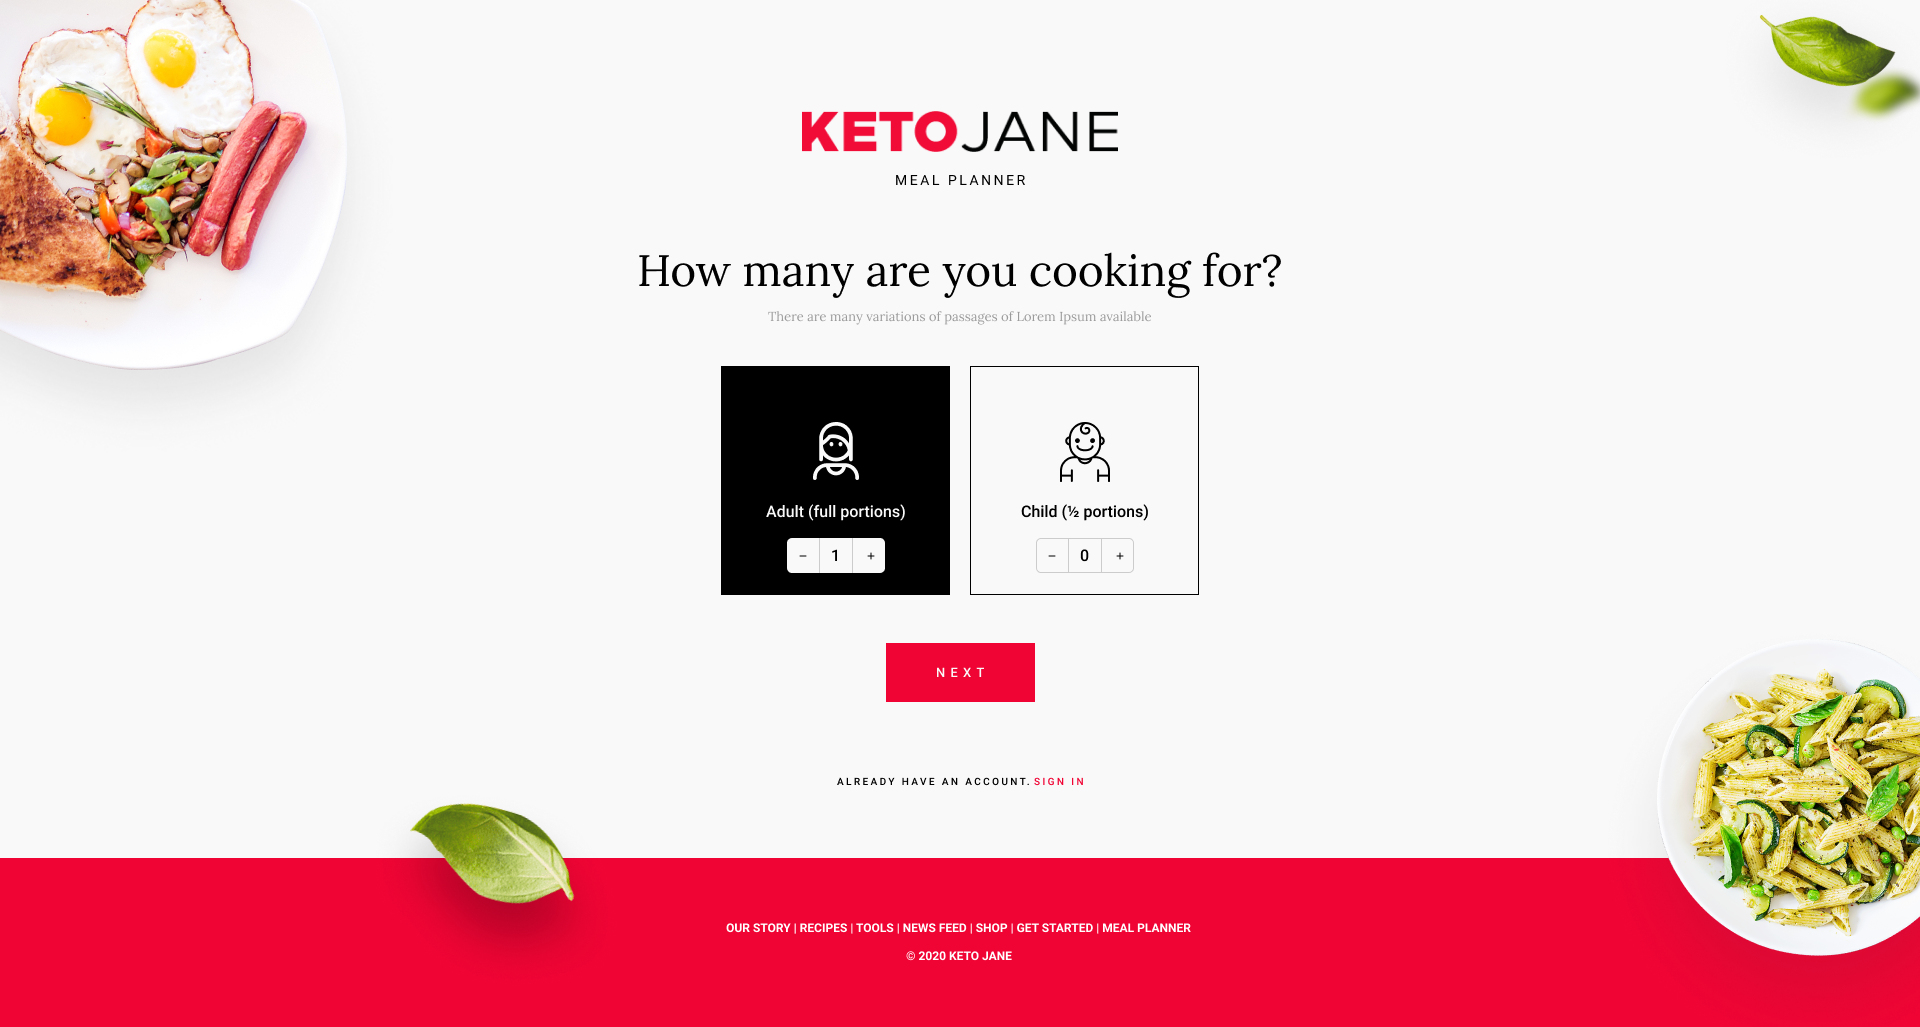 KETOJANE
MEAL PLANNER
How many are you cooking for?
There are many variations of passages of Lorem Ipsum available
Adult (full portions)
− 1 +
Child (½ portions)
− 0 +
NEXT
ALREADY HAVE AN ACCOUNT. SIGN IN
OUR STORY | RECIPES | TOOLS | NEWS FEED | SHOP | GET STARTED | MEAL PLANNER
© 2020 KETO JANE